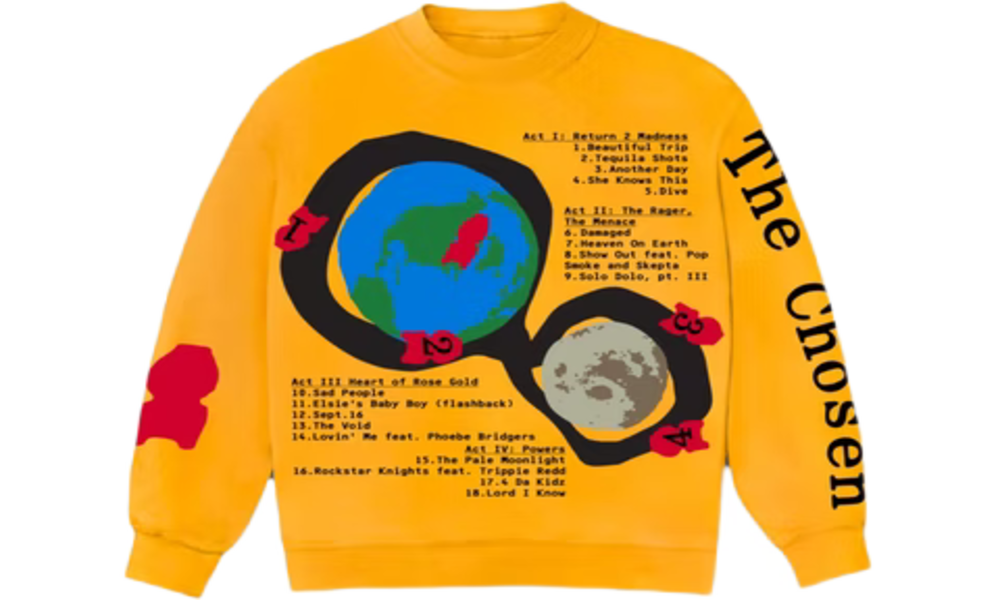 Act I: Return 2 Madness
1.Beautiful Trip
2.Tequila Shots
3.Another Day
4.She Knows This
5.Dive
Act II: The Rager,
The Menace
6.Damaged
7.Heaven On Earth
8.Show Out feat. Pop
Smoke and Skepta
9.Solo Dolo, pt. III
1
2
3
4
Act III Heart of Rose Gold
10.Sad People
11.Elsie's Baby Boy (flashback)
12.Sept.16
13.The Void
14.Lovin' Me feat. Phoebe Bridgers
Act IV: Powers
15.The Pale Moonlight
16.Rockstar Knights feat. Trippie Redd
17.4 Da Kidz
18.Lord I Know
The Chosen